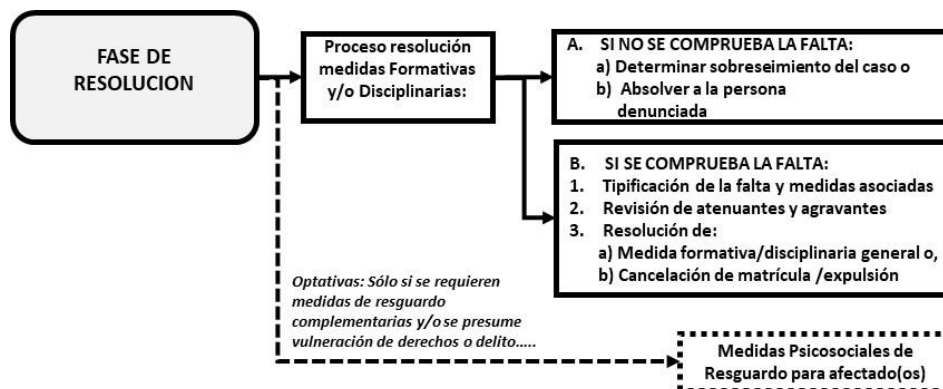 FASE DE
RESOLUCION
Proceso resolución
medidas Formativas
y/o Disciplinarias:
A. SI NO SE COMPRUEBA LA FALTA:
a) Determinar sobreseimiento del caso o
b) Absolver a la persona
denunciada
B. SI SE COMPRUEBA LA FALTA:
1. Tipificación de la falta y medidas asociadas
2. Revisión de atenuantes y agravantes
3. Resolución de:
a) Medida formativa/disciplinaria general o,
b) Cancelación de matrícula /expulsión
Optativas: Sólo si se requieren
medidas de resguardo
complementarias y/o se presume
vulneración de derechos o delito.....
Medidas Psicosociales de
Resguardo para afectado(os)